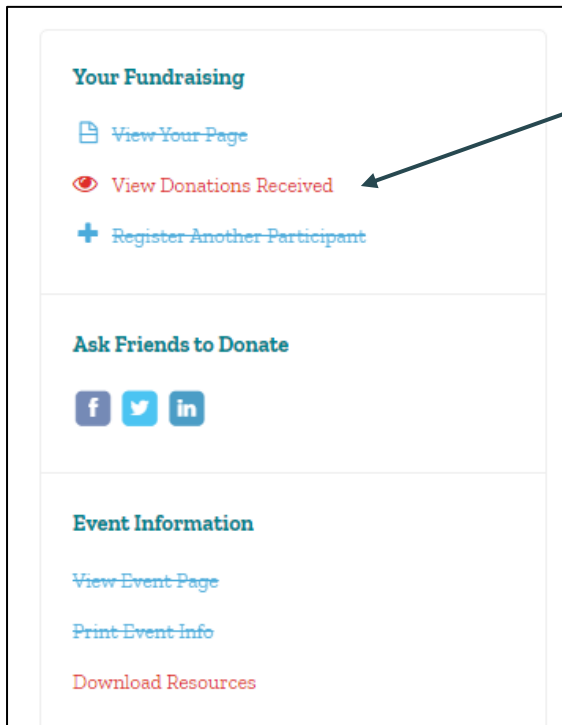 Your Fundraising
View Your Page
View Donations Received
Register Another Participant
Ask Friends to Donate
f in
Event Information
View Event Page
Print Event Info
Download Resources